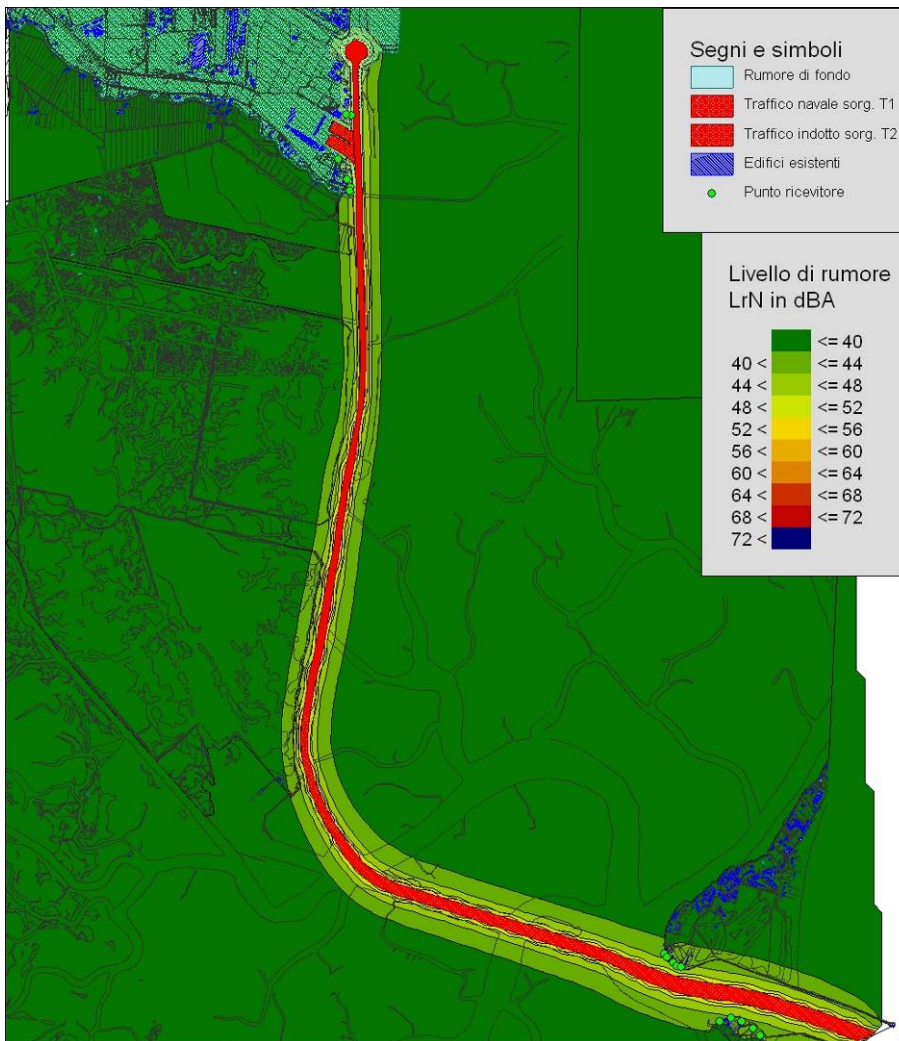 Segni e simboli
Rumore di fondo
Traffico navale sorg. T1
Traffico indotto sorg. T2
Edifici esistenti
Punto ricevitore
Livello di rumore
LrN in dBA
<= 40
40 < <= 44
44 < <= 48
48 < <= 52
52 < <= 56
56 < <= 60
60 < <= 64
64 < <= 68
68 < <= 72
72 <